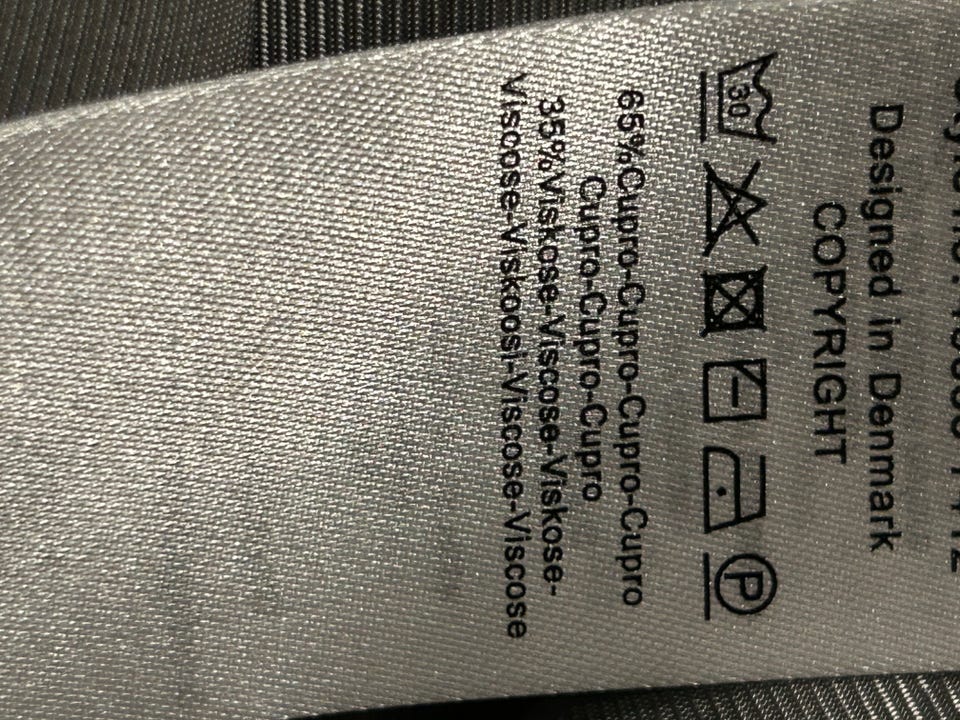 Designed in Denmark
COPYRIGHT
30 P
65%Cupro-Cupro-Cupro-Cupro
Cupro-Cupro-Cupro
35%Viskose-Viscose-Viskose-
Viscose-Viskoosi-Viscose-Viscose